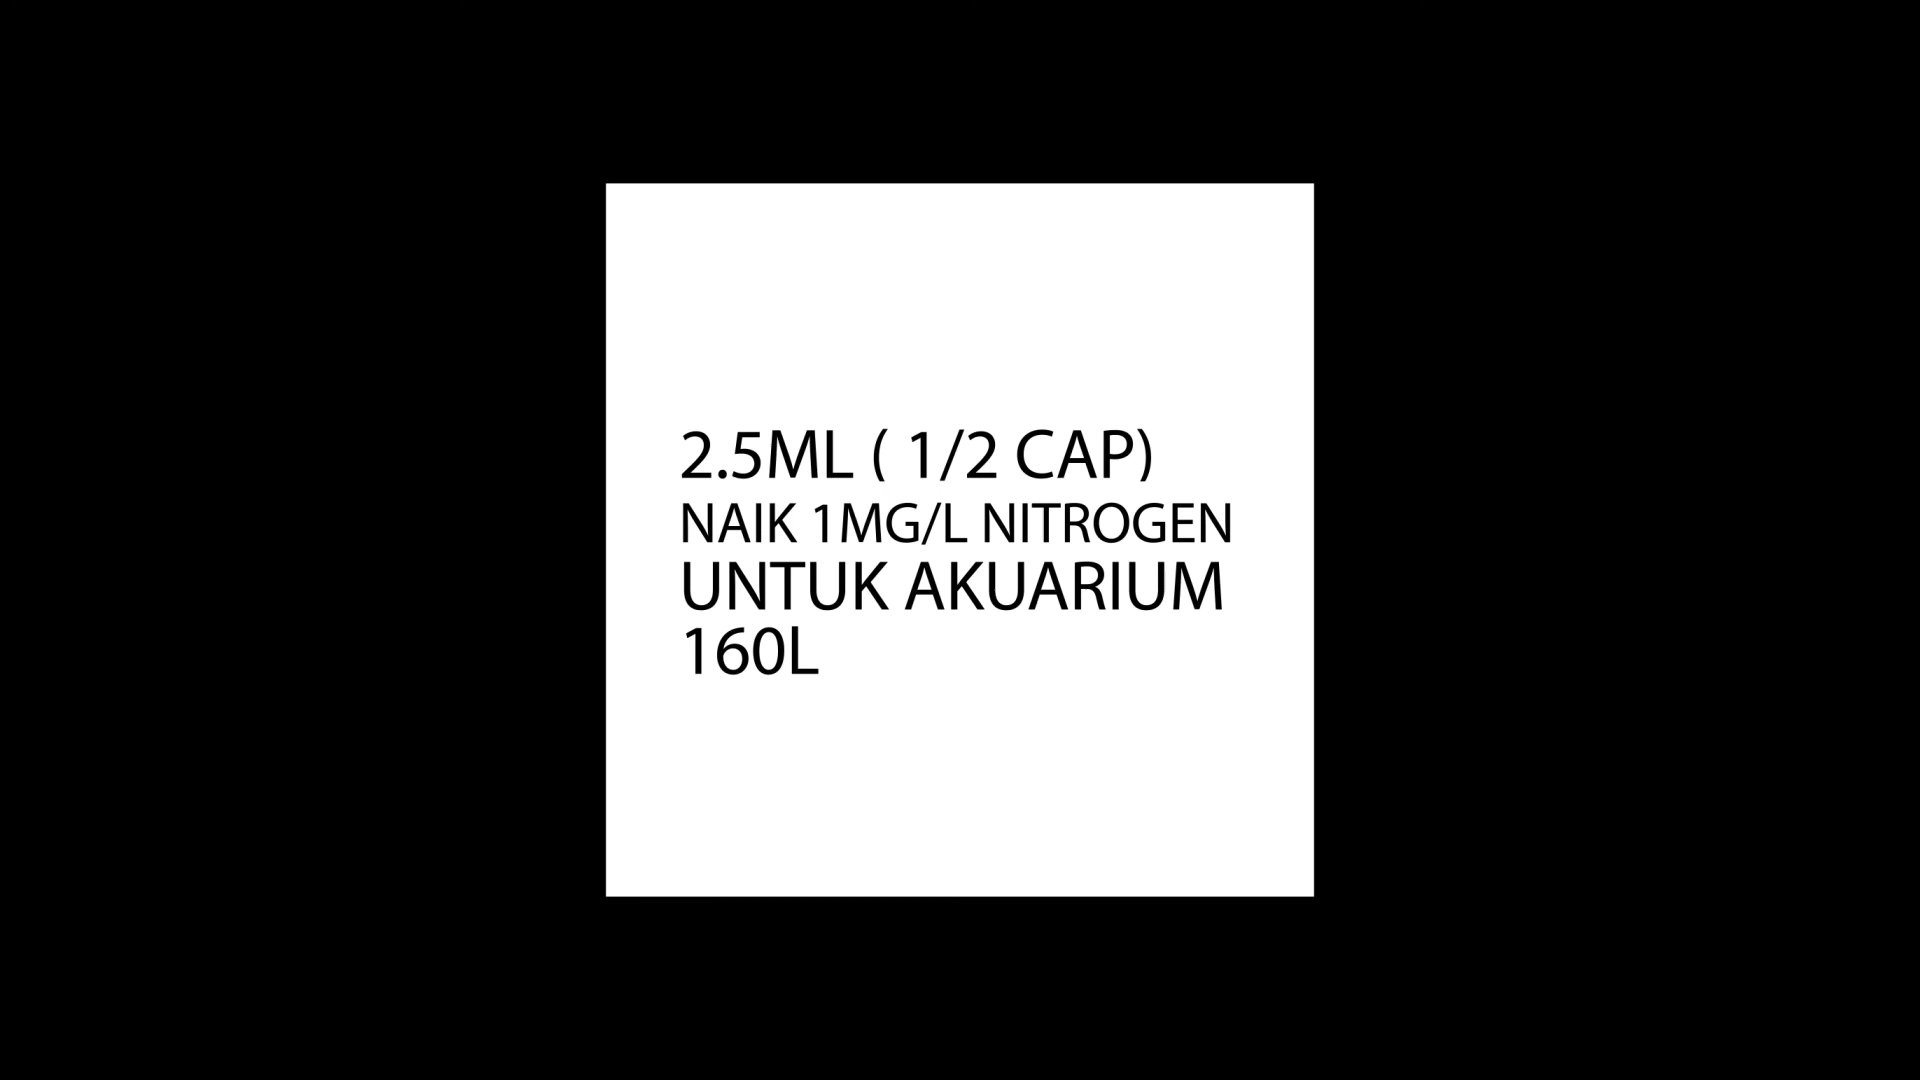 2.5ML ( 1/2 CAP)
NAIK 1MG/L NITROGEN
UNTUK AKUARIUM
160L